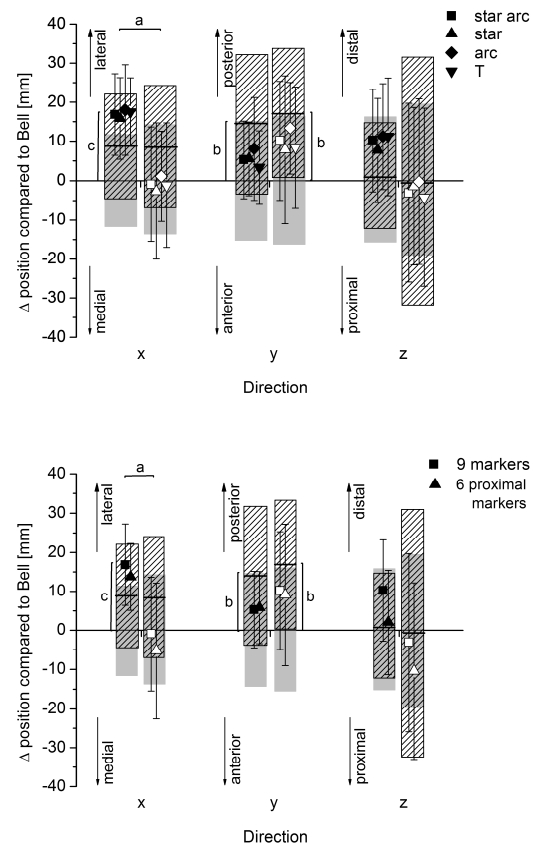 star arc
star
arc
T
Δ position compared to Bell [mm]
40
30
20
10
0
-10
-20
-30
-40
lateral
medial
a
c
posterior
anterior
b
b
distal
proximal
x
y
z
Direction
9 markers
6 proximal
markers
Δ position compared to Bell [mm]
40
30
20
10
0
-10
-20
-30
-40
lateral
medial
a
c
posterior
anterior
b
b
distal
proximal
x
y
z
Direction